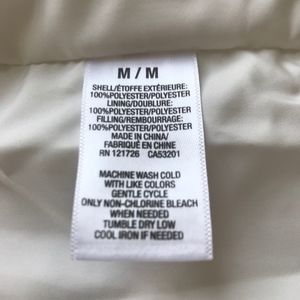 M / M
SHELL/ÉTOFFE EXTÉRIEURE:
100%POLYESTER/POLYESTER
LINING/DOUBLURE:
100%POLYESTER/POLYESTER
FILLING/REMBOURRAGE:
100%POLYESTER/POLYESTER
MADE IN CHINA/
FABRIQUÉ EN CHINE
RN 121726 CA53201
MACHINE WASH COLD
WITH LIKE COLORS
GENTLE CYCLE
ONLY NON-CHLORINE BLEACH
WHEN NEEDED
TUMBLE DRY LOW
COOL IRON IF NEEDED